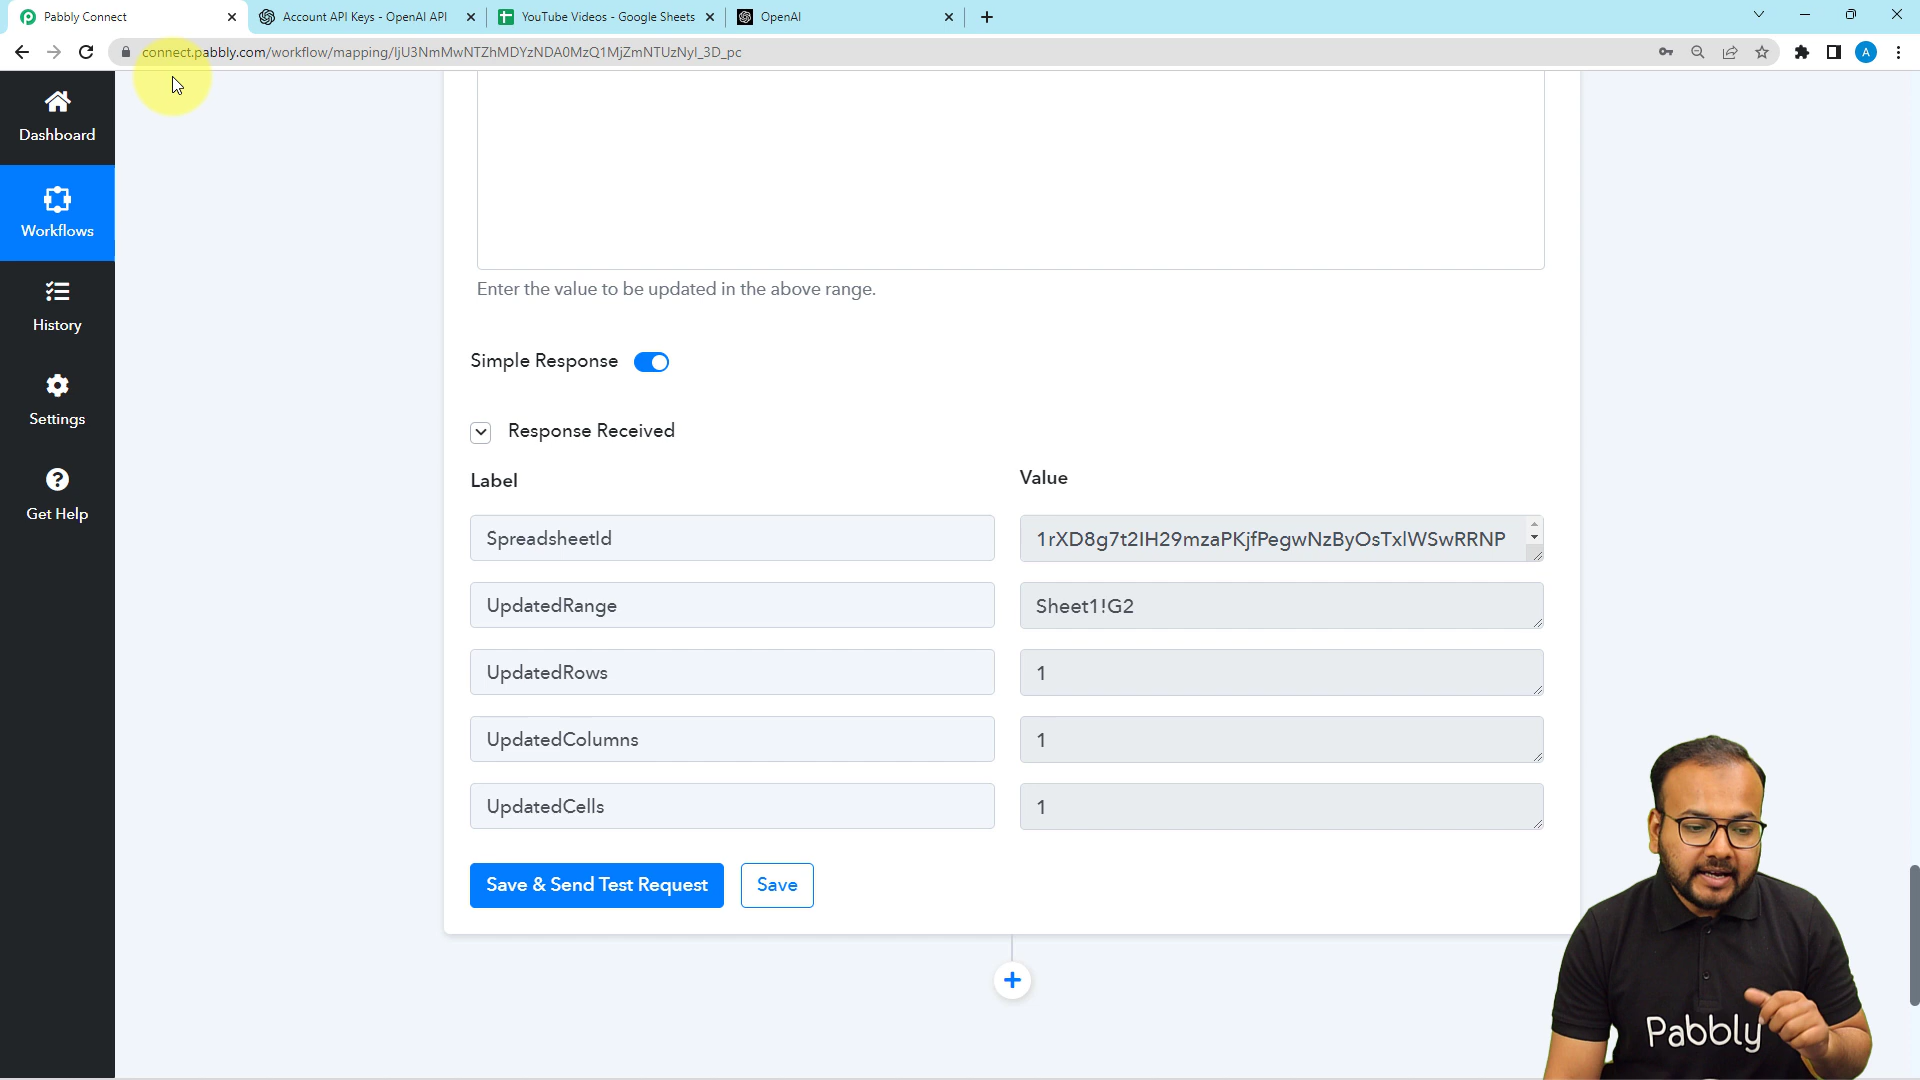 Pabbly Connect
Account API Keys - OpenAI API
YouTube Videos - Google Sheets
OpenAI
connect.pabbly.com/workflow/mapping/IjU3NmMwNTZhMDYzNDA0MzQ1MjZmNTUzNyI_3D_pc
A
Dashboard
Workflows
History
Settings
Get Help
Enter the value to be updated in the above range.
Simple Response
Response Received
Label
Value
SpreadsheetId
1rXD8g7t2IH29mzaPKjfPegwNzByOsTxlWSwRRNP
UpdatedRange
Sheet1!G2
UpdatedRows
1
UpdatedColumns
1
UpdatedCells
1
Save & Send Test Request
Save
Pabbly